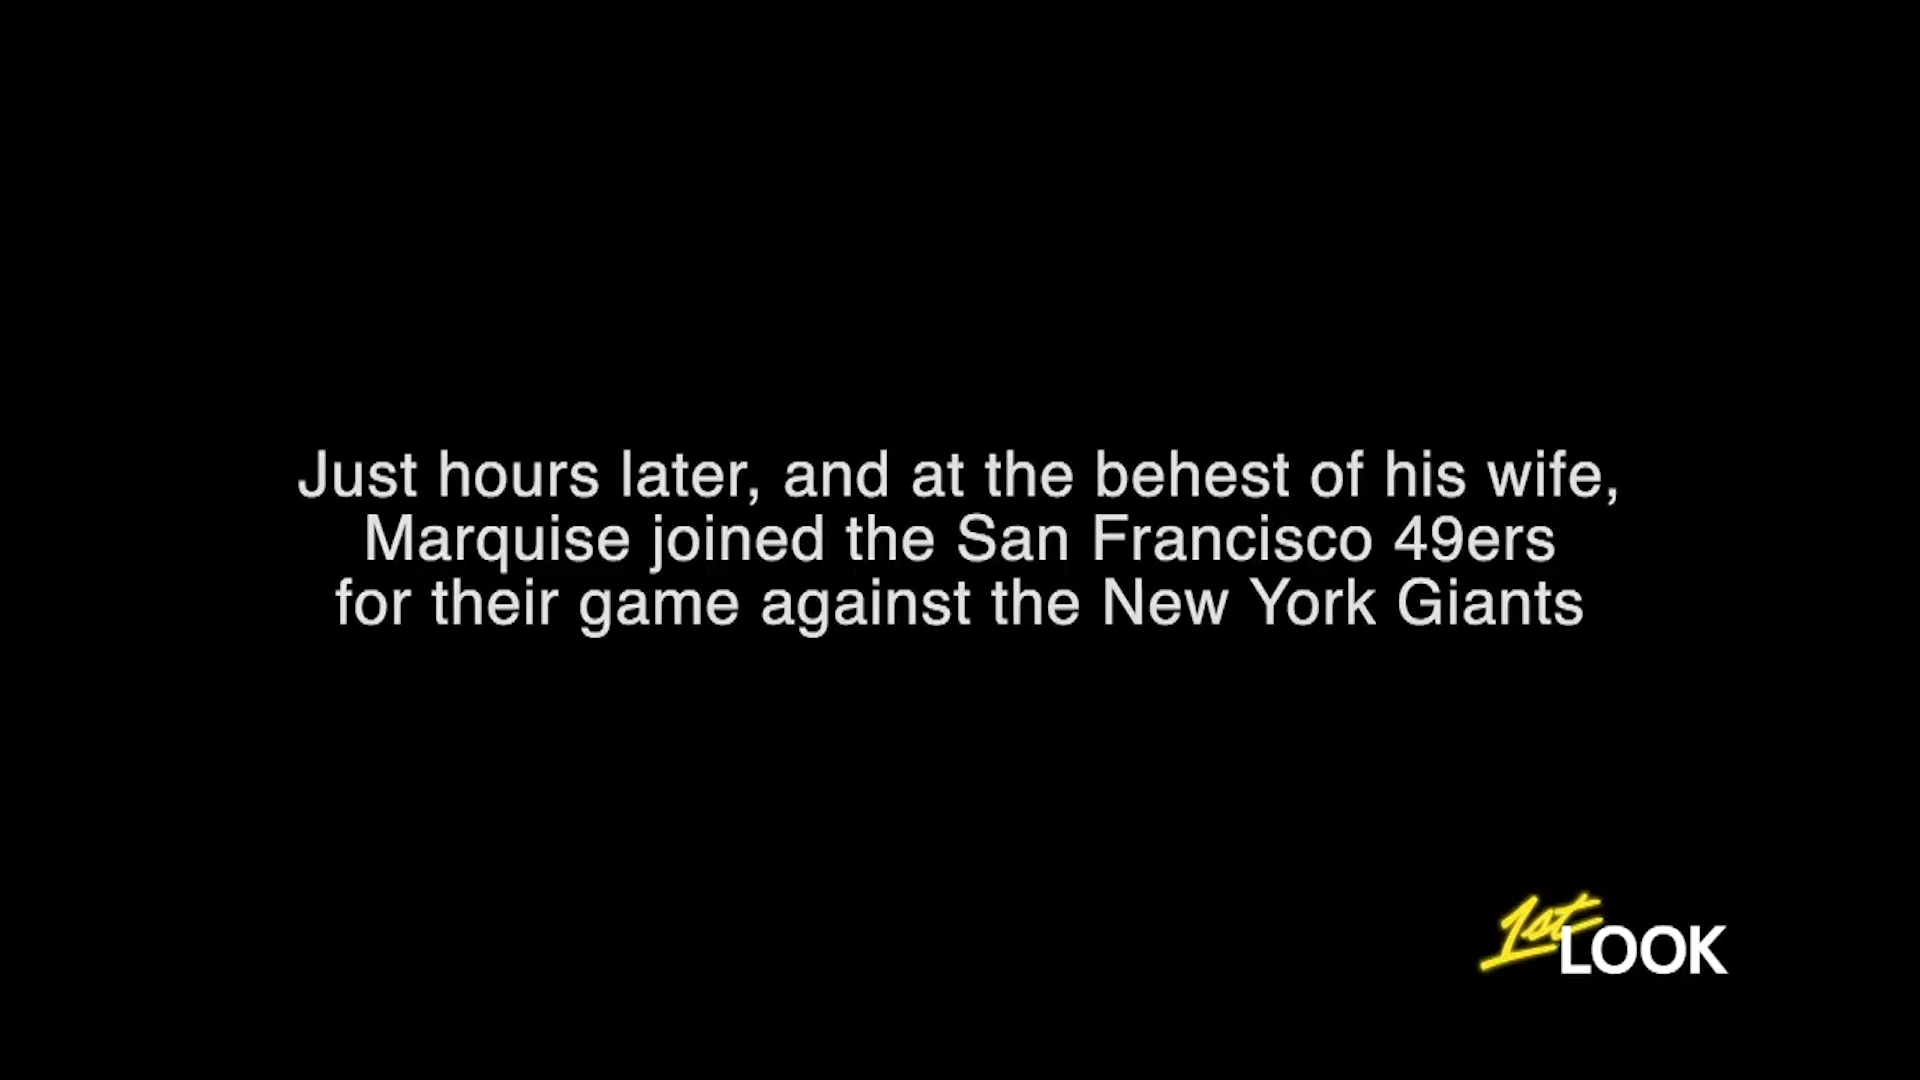 Just hours later, and at the behest of his wife,
Marquise joined the San Francisco 49ers
for their game against the New York Giants
1st LOOK